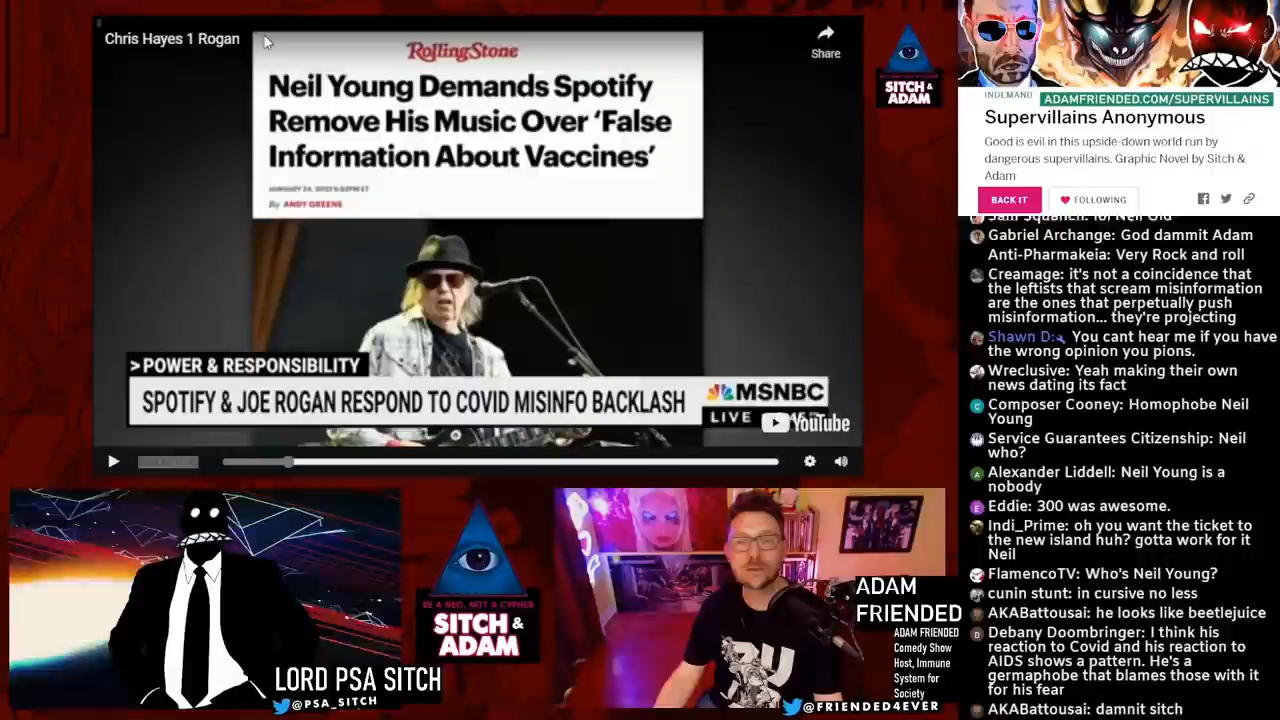 Chris Hayes 1 Rogan
Share
RollingStone
Neil Young Demands Spotify
Remove His Music Over ‘False
Information About Vaccines’
By ANDY GREENE
>POWER & RESPONSIBILITY
SPOTIFY & JOE ROGAN RESPOND TO COVID MISINFO BACKLASH
MSNBC
LIVE
YouTube
SITCH &
ADAM
INDEMAND
ADAMFRIENDED.COM/SUPERVILLAINS
Supervillains Anonymous
Good is evil in this upside-down world run by
dangerous supervillains. Graphic Novel by Sitch &
Adam
BACK IT
FOLLOWING
Gabriel Archange: God dammit Adam
Anti-Pharmakeia: Very Rock and roll
Creamage: it's not a coincidence that
the leftists that scream misinformation
are the ones that perpetually push
misinformation... they're projecting
Shawn D: You cant hear me if you have
the wrong opinion you pions.
Wreclusive: Yeah making their own
news dating its fact
Composer Cooney: Homophobe Neil
Young
Service Guarantees Citizenship: Neil
who?
Alexander Liddell: Neil Young is a
nobody
Eddie: 300 was awesome.
Indi_Prime: oh you want the ticket to
the new island huh? gotta work for it
Neil
FlamencoTV: Who's Neil Young?
cunin stunt: in cursive no less
AKABattousai: he looks like beetlejuice
Debany Doombringer: I think his
reaction to Covid and his reaction to
AIDS shows a pattern. He's a
germaphobe that blames those with it
for his fear
AKABattousai: damnit sitch
LORD PSA SITCH
@PSA_SITCH
BE A NEO, NOT A CYPHER
SITCH &
ADAM
ADAM
FRIENDED
ADAM FRIENDED
Comedy Show
Host, Immune
System for
Society
@FRIENDED4EVER